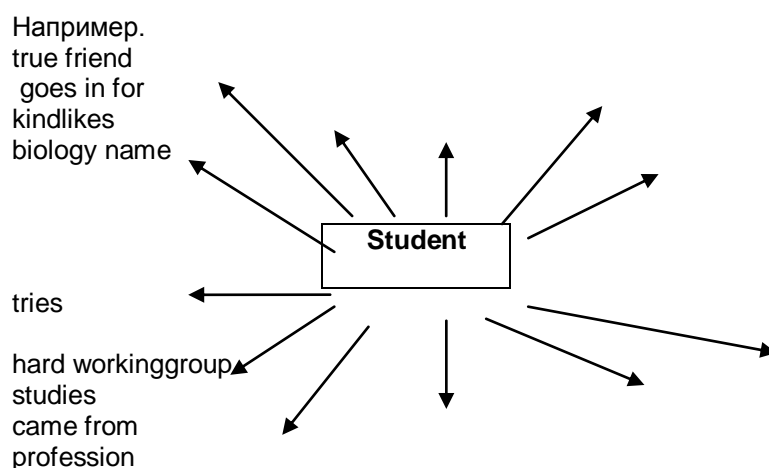 Например.
true friend
goes in for
kindlikes
biology name
Student
tries
hard workinggroup
studies
came from
profession